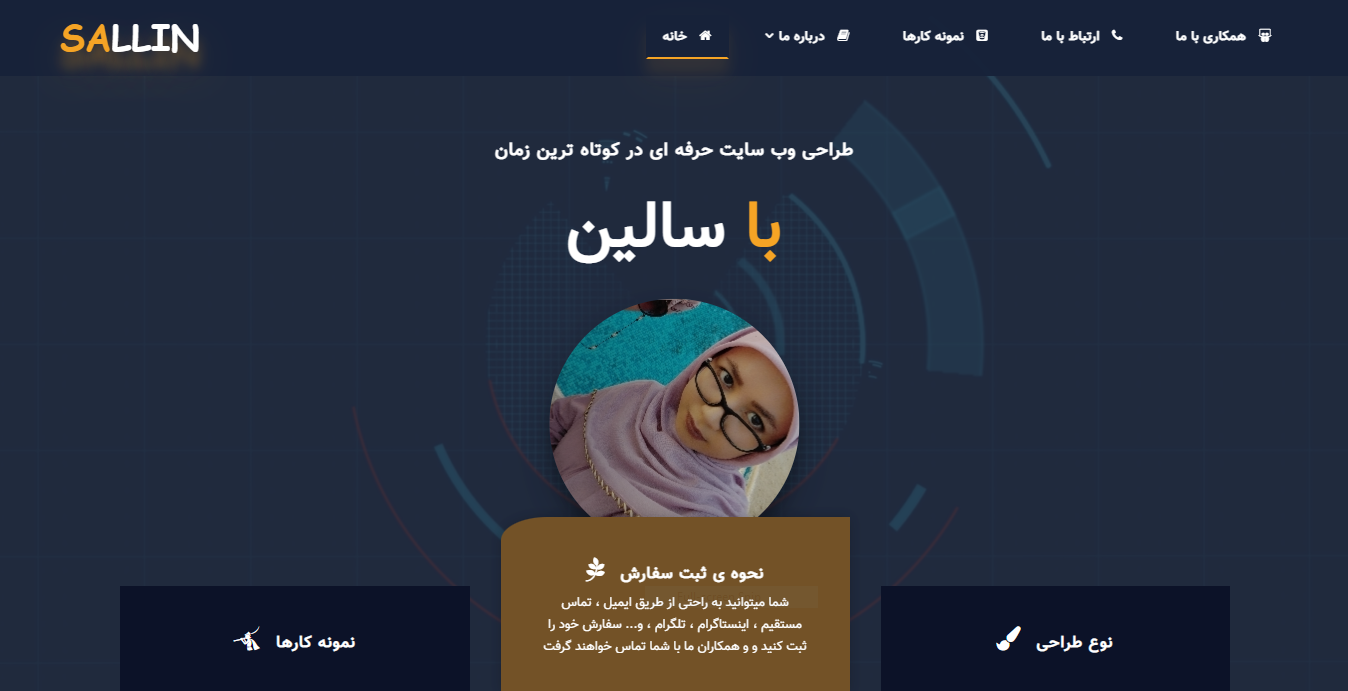 SALLIN
همکاری با ما
ارتباط با ما
نمونه کارها
درباره ما
خانه
طراحی وب سایت حرفه ای در کوتاه ترین زمان
با سالین
نحوه ی ثبت سفارش
شما میتوانید به راحتی از طریق ایمیل ، تماس
مستقیم ، اینستاگرام ، تلگرام ، و... سفارش خود را
ثبت کنید و و همکاران ما با شما تماس خواهند گرفت
نوع طراحی
نمونه کارها